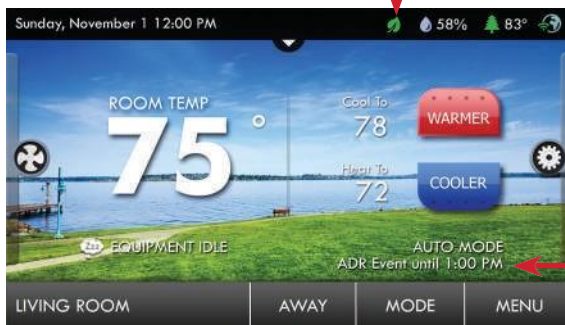 Sunday, November 1 12:00 PM
58% 83°
ROOM TEMP
75°
Cool To
78
WARMER
Heat To
72
COOLER
Zzz EQUIPMENT IDLE
AUTO MODE
ADR Event until 1:00 PM
LIVING ROOM AWAY MODE MENU